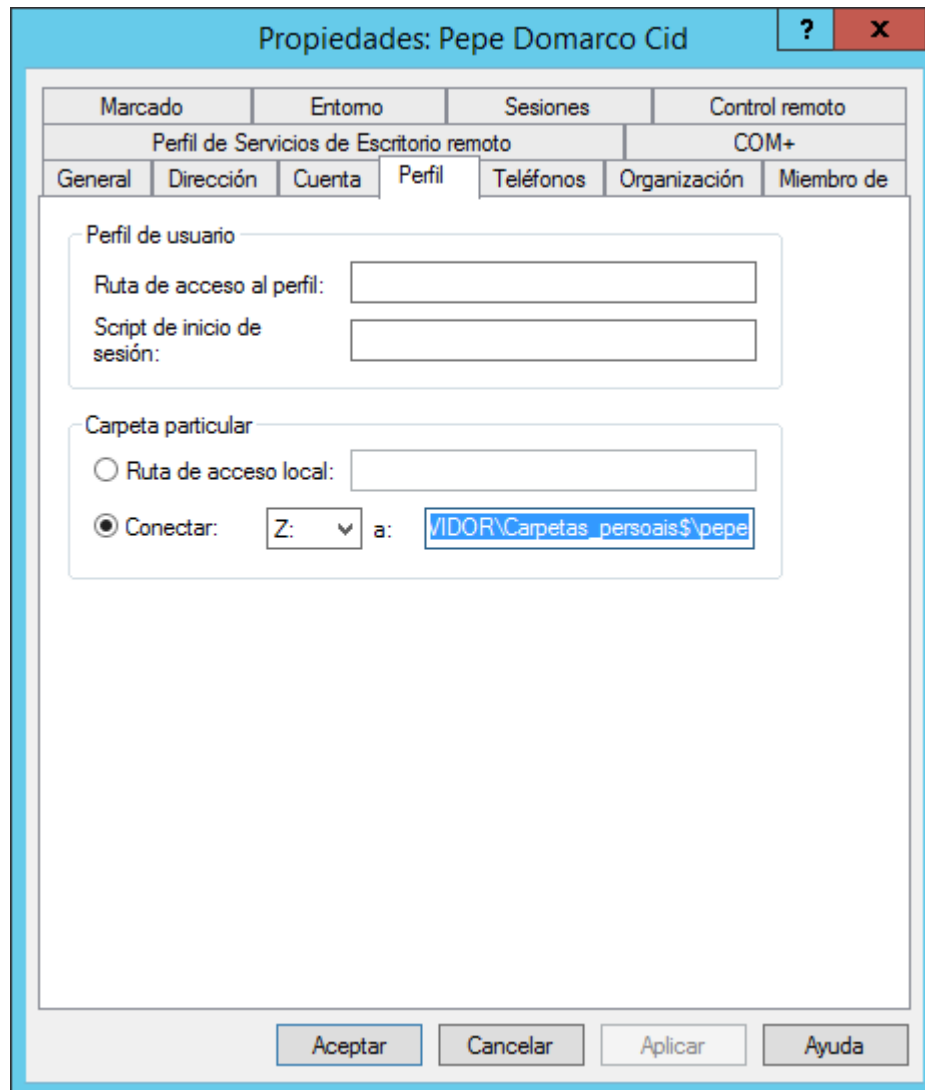 Propiedades: Pepe Domarco Cid
?
x
Marcado Entorno Sesiones Control remoto
Perfil de Servicios de Escritorio remoto COM+
General Dirección Cuenta Perfil Teléfonos Organización Miembro de
Perfil de usuario
Ruta de acceso al perfil:
Script de inicio de
sesión:
Carpeta particular
Ruta de acceso local:
Conectar: Z: a: VIDOR\Carpetas_persoais$\pepe
Aceptar Cancelar Aplicar Ayuda